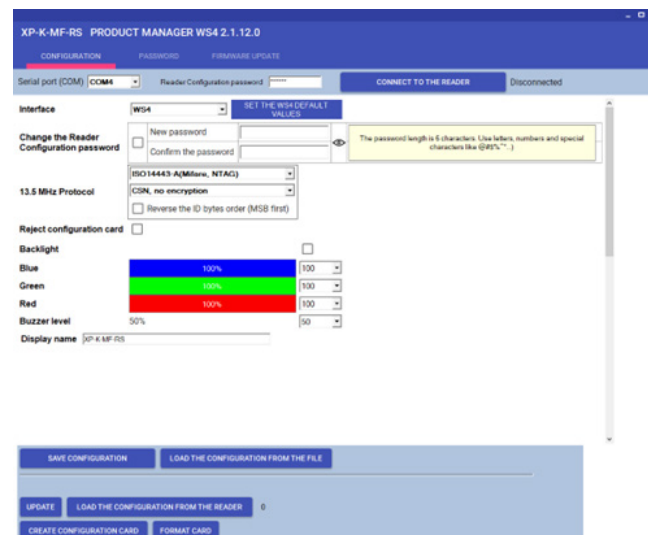 XP-K-MF-RS PRODUCT MANAGER WS4 2.1.12.0
CONFIGURATION PASSWORD FIRMWARE UPDATE
Serial port (COM) COM4 Reader Configuration password CONNECT TO THE READER Disconnected
Interface WS4 SET THE WS4 DEFAULT VALUES
Change the Reader Configuration password
New password
Confirm the password
The password length is 6 characters. Use letters, numbers and special
characters like
13.5 MHz Protocol
ISO14443-A(Mifare, NTAG)
CSN, no encryption
Reverse the ID bytes order (MSB first)
Reject configuration card
Backlight
Blue 100% 100
Green 100% 100
Red 100% 100
Buzzer level 50% 50
Display name XP-K-MF-RS
SAVE CONFIGURATION LOAD THE CONFIGURATION FROM THE FILE
UPDATE LOAD THE CONFIGURATION FROM THE READER 0
CREATE CONFIGURATION CARD FORMAT CARD